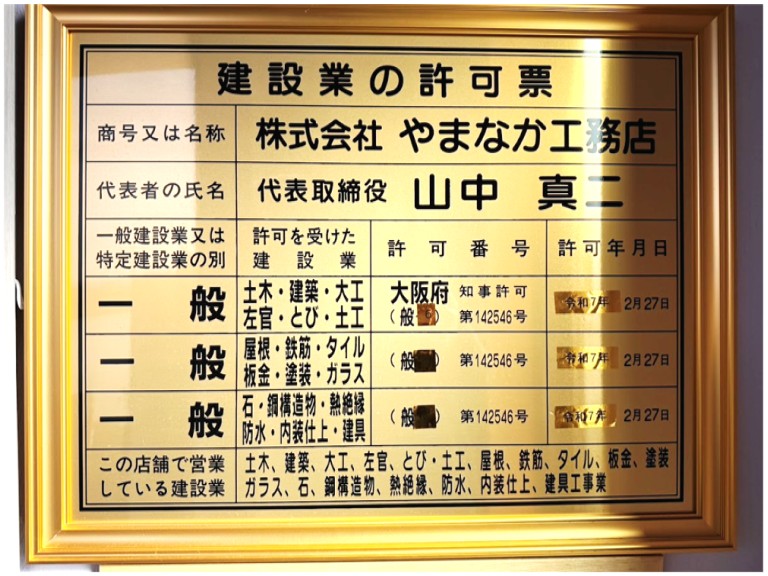 建設業の許可票
商号又は名称 株式会社 やまなか工務店
代表者の氏名 代表取締役 山中 真二
一般建設業又は特定建設業の別 許可を受けた建設業 許可番号 許可年月日
一般 土木・建築・大工 大阪府 知事許可 令和7年 2月27日
左官・とび・土工 (般 ) 第142546号
一般 屋根・鉄筋・タイル (般 ) 第142546号 令和7年 2月27日
板金・塗装・ガラス
一般 石・鋼構造物・熱絶縁 (般 ) 第142546号 令和7年 2月27日
防水・内装仕上・建具
この店舗で営業 土木、建築、大工、左官、とび・土工、屋根、鉄筋、タイル、板金、塗装
している建設業 ガラス、石、鋼構造物、熱絶縁、防水、内装仕上、建具工事業